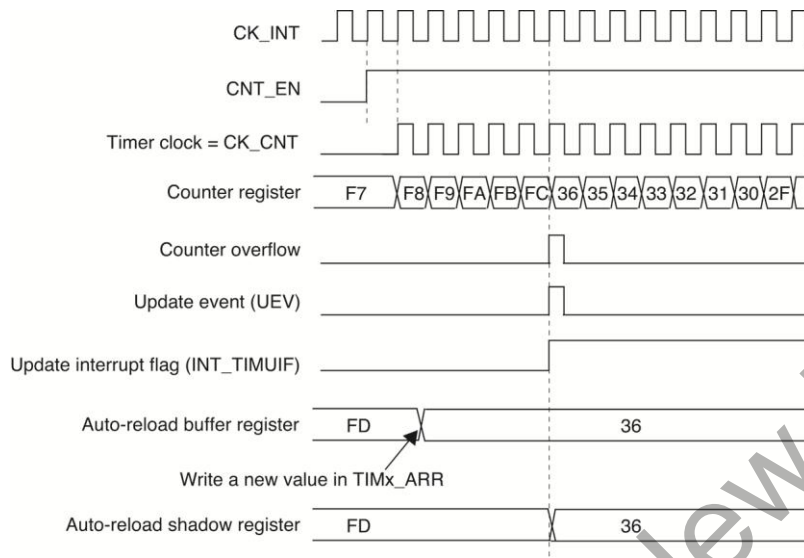 CK_INT
CNT_EN
Timer clock = CK_CNT
Counter register F7 F8 F9 FA FB FC 36 35 34 33 32 31 30 2F
Counter overflow
Update event (UEV)
Update interrupt flag (INT_TIMUIF)
Auto-reload buffer register FD 36
Write a new value in TIMx_ARR
Auto-reload shadow register FD 36